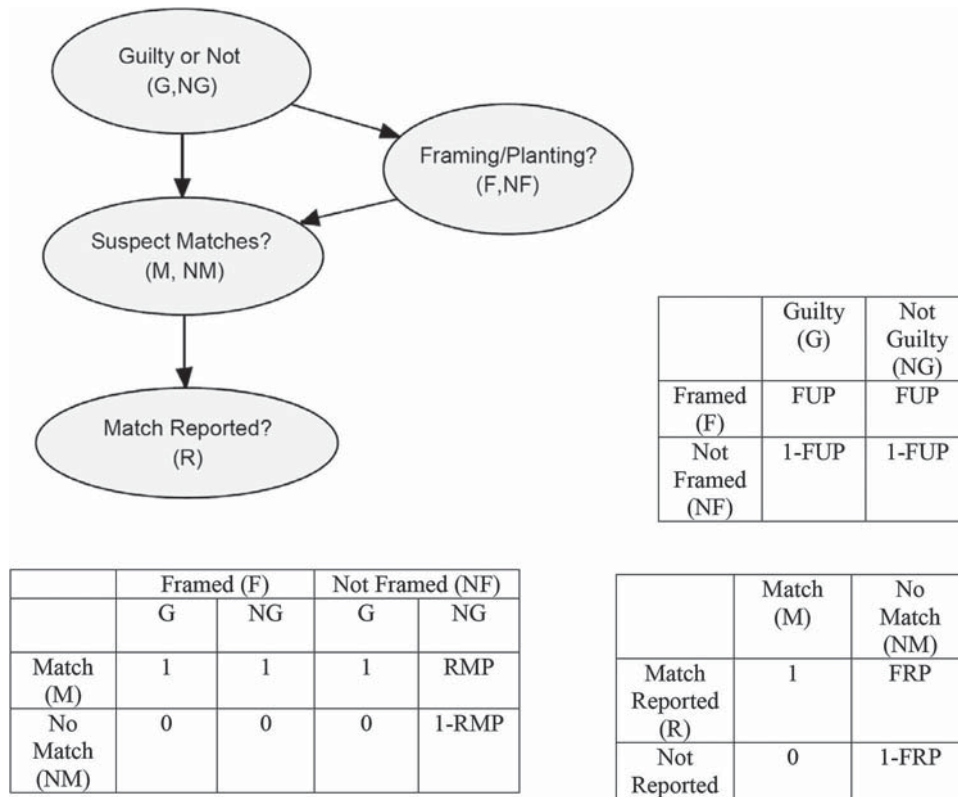 Guilty or Not
(G,NG)
Framing/Planting?
(F,NF)
Suspect Matches?
(M, NM)
Match Reported?
(R)
Guilty (G) Not Guilty (NG)
Framed (F) FUP FUP
Not Framed (NF) 1-FUP 1-FUP
Framed (F) Not Framed (NF)
G NG G NG
Match (M) 1 1 1 RMP
No Match (NM) 0 0 0 1-RMP
Match (M) No Match (NM)
Match Reported (R) 1 FRP
Not Reported 0 1-FRP